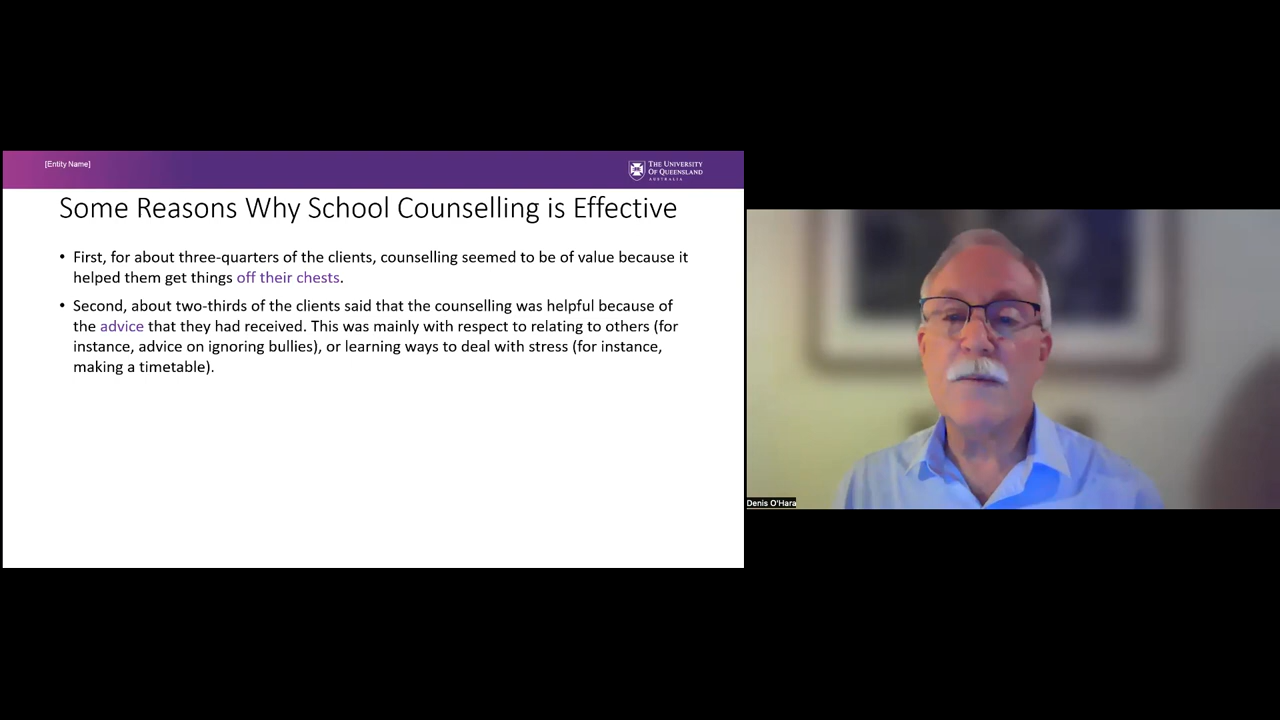 [Entity Name]
THE UNIVERSITY
OF QUEENSLAND
AUSTRALIA
Some Reasons Why School Counselling is Effective
• First, for about three-quarters of the clients, counselling seemed to be of value because it
helped them get things off their chests.
• Second, about two-thirds of the clients said that the counselling was helpful because of
the advice that they had received. This was mainly with respect to relating to others (for
instance, advice on ignoring bullies), or learning ways to deal with stress (for instance,
making a timetable).
Denis O'Hara